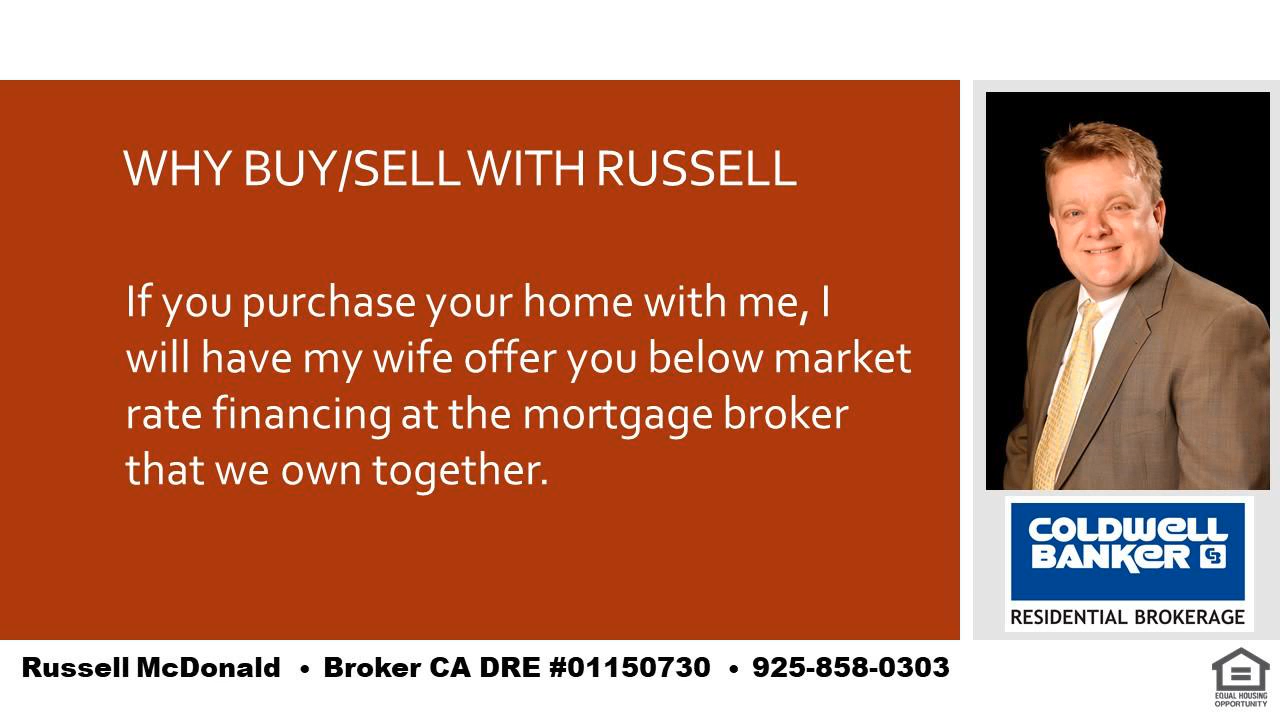 WHY BUY/SELL WITH RUSSELL
If you purchase your home with me, I
will have my wife offer you below market
rate financing at the mortgage broker
that we own together.
COLDWELL
BANKER CB
RESIDENTIAL BROKERAGE
Russell McDonald • Broker CA DRE #01150730 • 925-858-0303
EQUAL HOUSING
OPPORTUNITY